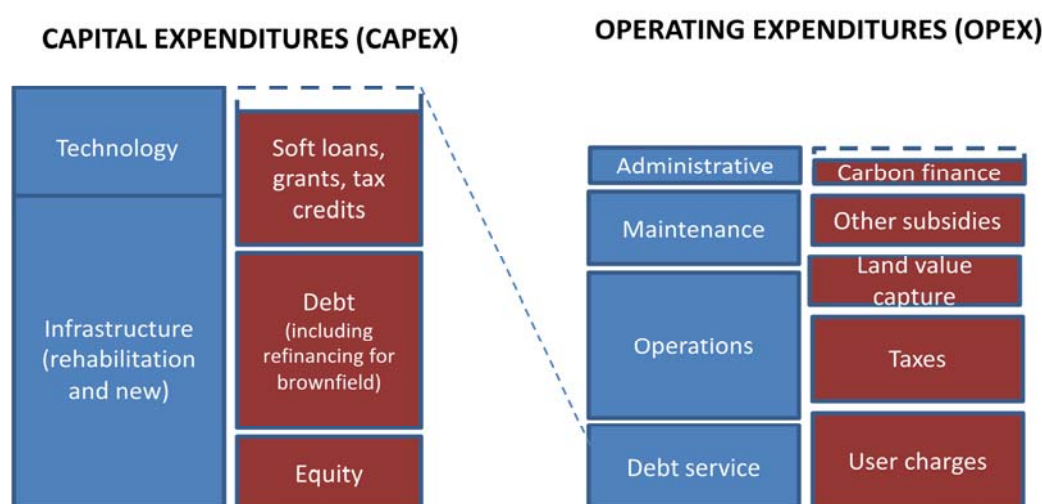 CAPITAL EXPENDITURES (CAPEX)
Technology
Infrastructure
(rehabilitation
and new)
Soft loans,
grants, tax
credits
Debt
(including
refinancing for
brownfield)
Equity
OPERATING EXPENDITURES (OPEX)
Administrative
Maintenance
Operations
Debt service
Carbon finance
Other subsidies
Land value
capture
Taxes
User charges